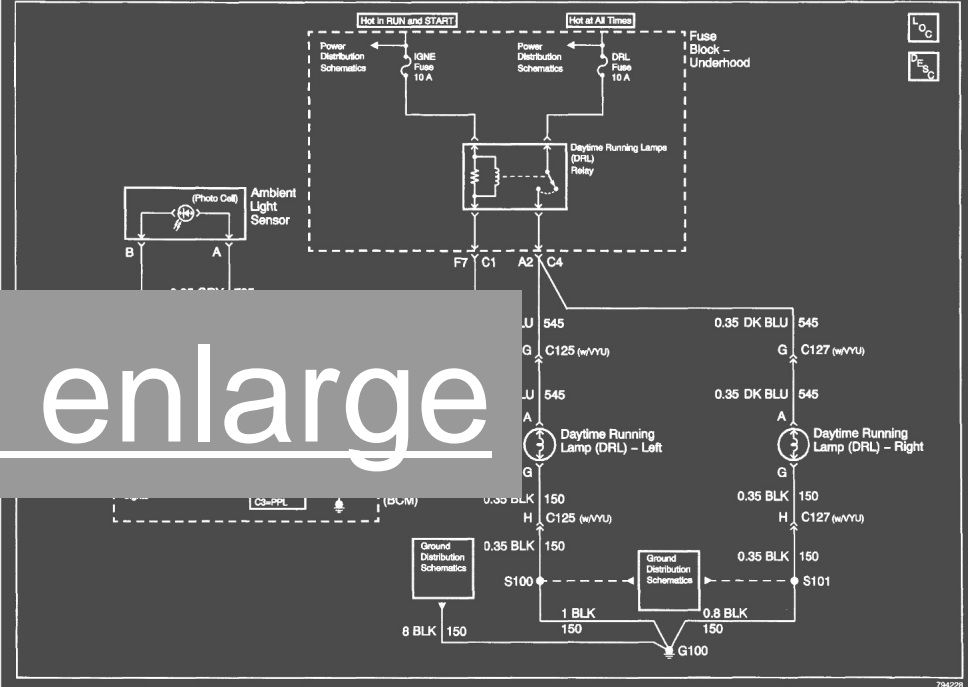 Hot in RUN and START
Hot at All Times
LOC
DESC
Fuse
Block –
Underhood
Power
Distribution
Schematics
IGNE
Fuse
10 A
Power
Distribution
Schematics
DRL
Fuse
10 A
Daytime Running Lamps
(DRL)
Relay
(Photo Cell)
Ambient
Light
Sensor
B
A
F7
C1
A2
C4
LU
545
0.35 DK BLU
545
G
C125 (w/VYU)
G
C127 (w/VYU)
enlarge
LU
545
0.35 DK BLU
545
A
A
Daytime Running
Lamp (DRL) – Left
Daytime Running
Lamp (DRL) – Right
G
G
C3=PPL
(BCM)
0.35 BLK
150
0.35 BLK
150
H
C125 (w/VYU)
H
C127 (w/VYU)
Ground
Distribution
Schematics
0.35 BLK
150
Ground
Distribution
Schematics
0.35 BLK
150
S100
S101
1 BLK
150
0.8 BLK
150
8 BLK
150
G100
794228